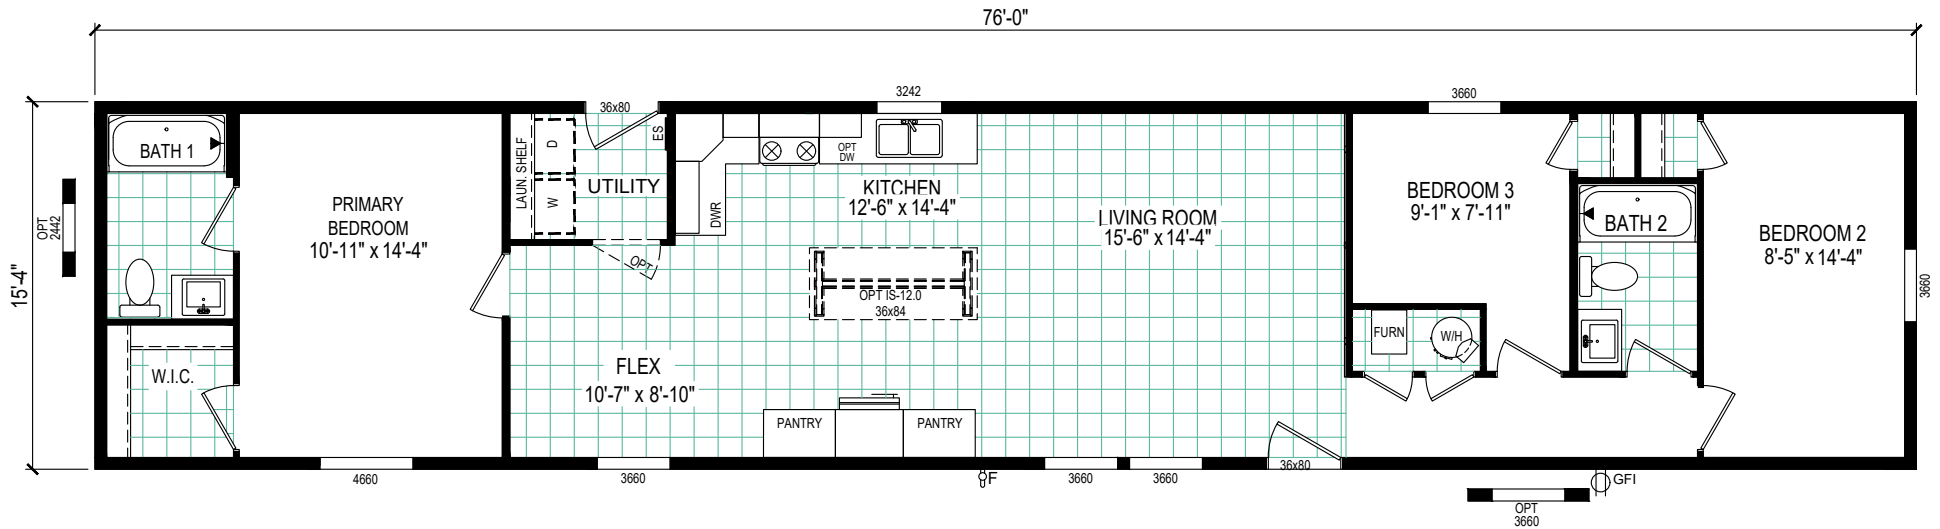 76'-0"
36x80
3242
3660
BATH 1
LAUN. SHELF
D
W
ES
UTILITY
OPT
DWR
OPT
DW
KITCHEN
12'-6" x 14'-4"
LIVING ROOM
15'-6" x 14'-4"
PRIMARY
BEDROOM
10'-11" x 14'-4"
BEDROOM 3
9'-1" x 7'-11"
BATH 2
BEDROOM 2
8'-5" x 14'-4"
OPT
2442
15'-4"
3660
OPT IS-12.0
36x84
FURN
W/H
W.I.C.
FLEX
10'-7" x 8'-10"
PANTRY
PANTRY
4660
3660
F
3660
3660
36x80
GFI
OPT
3660